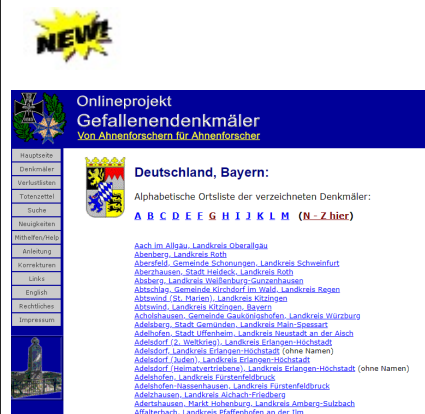 NEW!
Onlineprojekt
Gefallenendenkmäler
Von Ahnenforschern für Ahnenforscher
Hauptseite
Denkmäler
Verlustlisten
Totenzettel
Suche
Neuigkeiten
Mithelfen/Help
Anleitung
Korrekturen
Links
English
Rechtliches
Impressum
Deutschland, Bayern:
Alphabetische Ortsliste der verzeichneten Denkmäler:
A B C D E F G H I J K L M (N - Z hier)
Aach im Allgäu, Landkreis Oberallgäu
Abenberg, Landkreis Roth
Abersfeld, Gemeinde Schonungen, Landkreis Schweinfurt
Aberzhausen, Stadt Heideck, Landkreis Roth
Absberg, Landkreis Weißenburg-Gunzenhausen
Abtschlag, Gemeinde Kirchdorf im Wald, Landkreis Regen
Abtswind (St. Marien), Landkreis Kitzingen
Abtswind, Landkreis Kitzingen, Bayern
Acholshausen, Gemeinde Gaukönigshofen, Landkreis Würzburg
Adelsberg, Stadt Gemünden, Landkreis Main-Spessart
Adelhofen, Stadt Uffenheim, Landkreis Neustadt an der Aisch
Adelsdorf (2. Weltkrieg), Landkreis Erlangen-Höchstadt
Adelsdorf, Landkreis Erlangen-Höchstadt (ohne Namen)
Adelsdorf (Juden), Landkreis Erlangen-Höchstadt
Adelsdorf (Heimatvertriebene), Landkreis Erlangen-Höchstadt (ohne Namen)
Adelshofen, Landkreis Fürstenfeldbruck
Adelshofen-Nassenhausen, Landkreis Fürstenfeldbruck
Adelzhausen, Landkreis Aichach-Friedberg
Adertshausen, Markt Hohenburg, Landkreis Amberg-Sulzbach
Affalterbach, Landkreis Pfaffenhofen an der Ilm